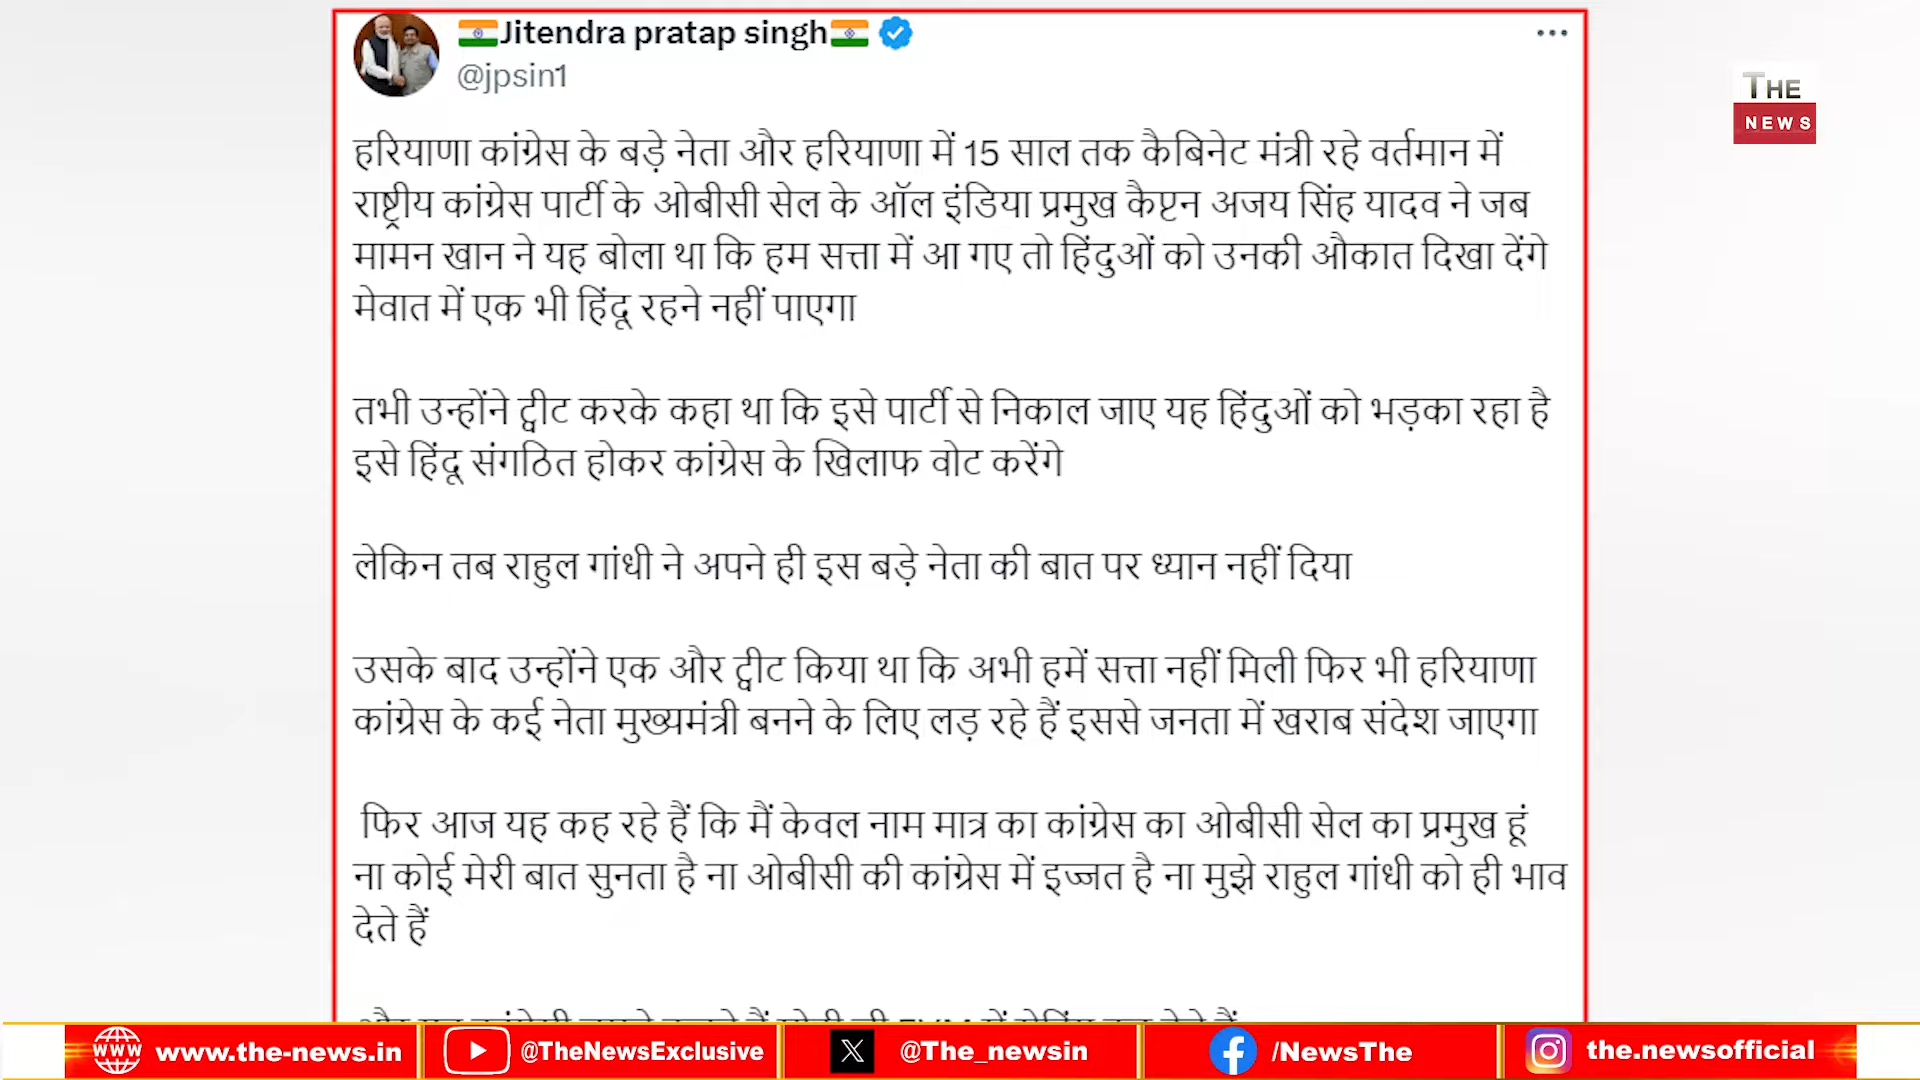 Jitendra pratap singh
@jpsin1
THE
NEWS
हरियाणा कांग्रेस के बड़े नेता और हरियाणा में 15 साल तक कैबिनेट मंत्री रहे वर्तमान में
राष्ट्रीय कांग्रेस पार्टी के ओबीसी सेल के ऑल इंडिया प्रमुख कैप्टन अजय सिंह यादव ने जब
मामन खान ने यह बोला था कि हम सत्ता में आ गए तो हिंदुओं को उनकी औकात दिखा देंगे
मेवात में एक भी हिंदू रहने नहीं पाएगा
तभी उन्होंने ट्वीट करके कहा था कि इसे पार्टी से निकाल जाए यह हिंदुओं को भड़का रहा है
इसे हिंदू संगठित होकर कांग्रेस के खिलाफ वोट करेंगे
लेकिन तब राहुल गांधी ने अपने ही इस बड़े नेता की बात पर ध्यान नहीं दिया
उसके बाद उन्होंने एक और ट्वीट किया था कि अभी हमें सत्ता नहीं मिली फिर भी हरियाणा
कांग्रेस के कई नेता मुख्यमंत्री बनने के लिए लड़ रहे हैं इससे जनता में खराब संदेश जाएगा
फिर आज यह कह रहे हैं कि मैं केवल नाम मात्र का कांग्रेस का ओबीसी सेल का प्रमुख हूं
ना कोई मेरी बात सुनता है ना ओबीसी की कांग्रेस में इज्जत है ना मुझे राहुल गांधी को ही भाव
देते हैं
www www.the-news.in @TheNewsExclusive @The_newsin /NewsThe the.newsofficial